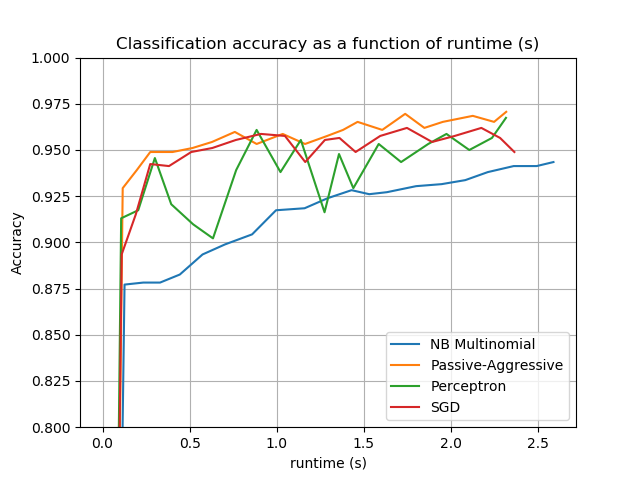 Classification accuracy as a function of runtime (s)
1.000
0.975
0.950
0.925
0.900
0.875
0.850
0.825
0.800
Accuracy
NB Multinomial
Passive-Aggressive
Perceptron
SGD
0.0 0.5 1.0 1.5 2.0 2.5
runtime (s)